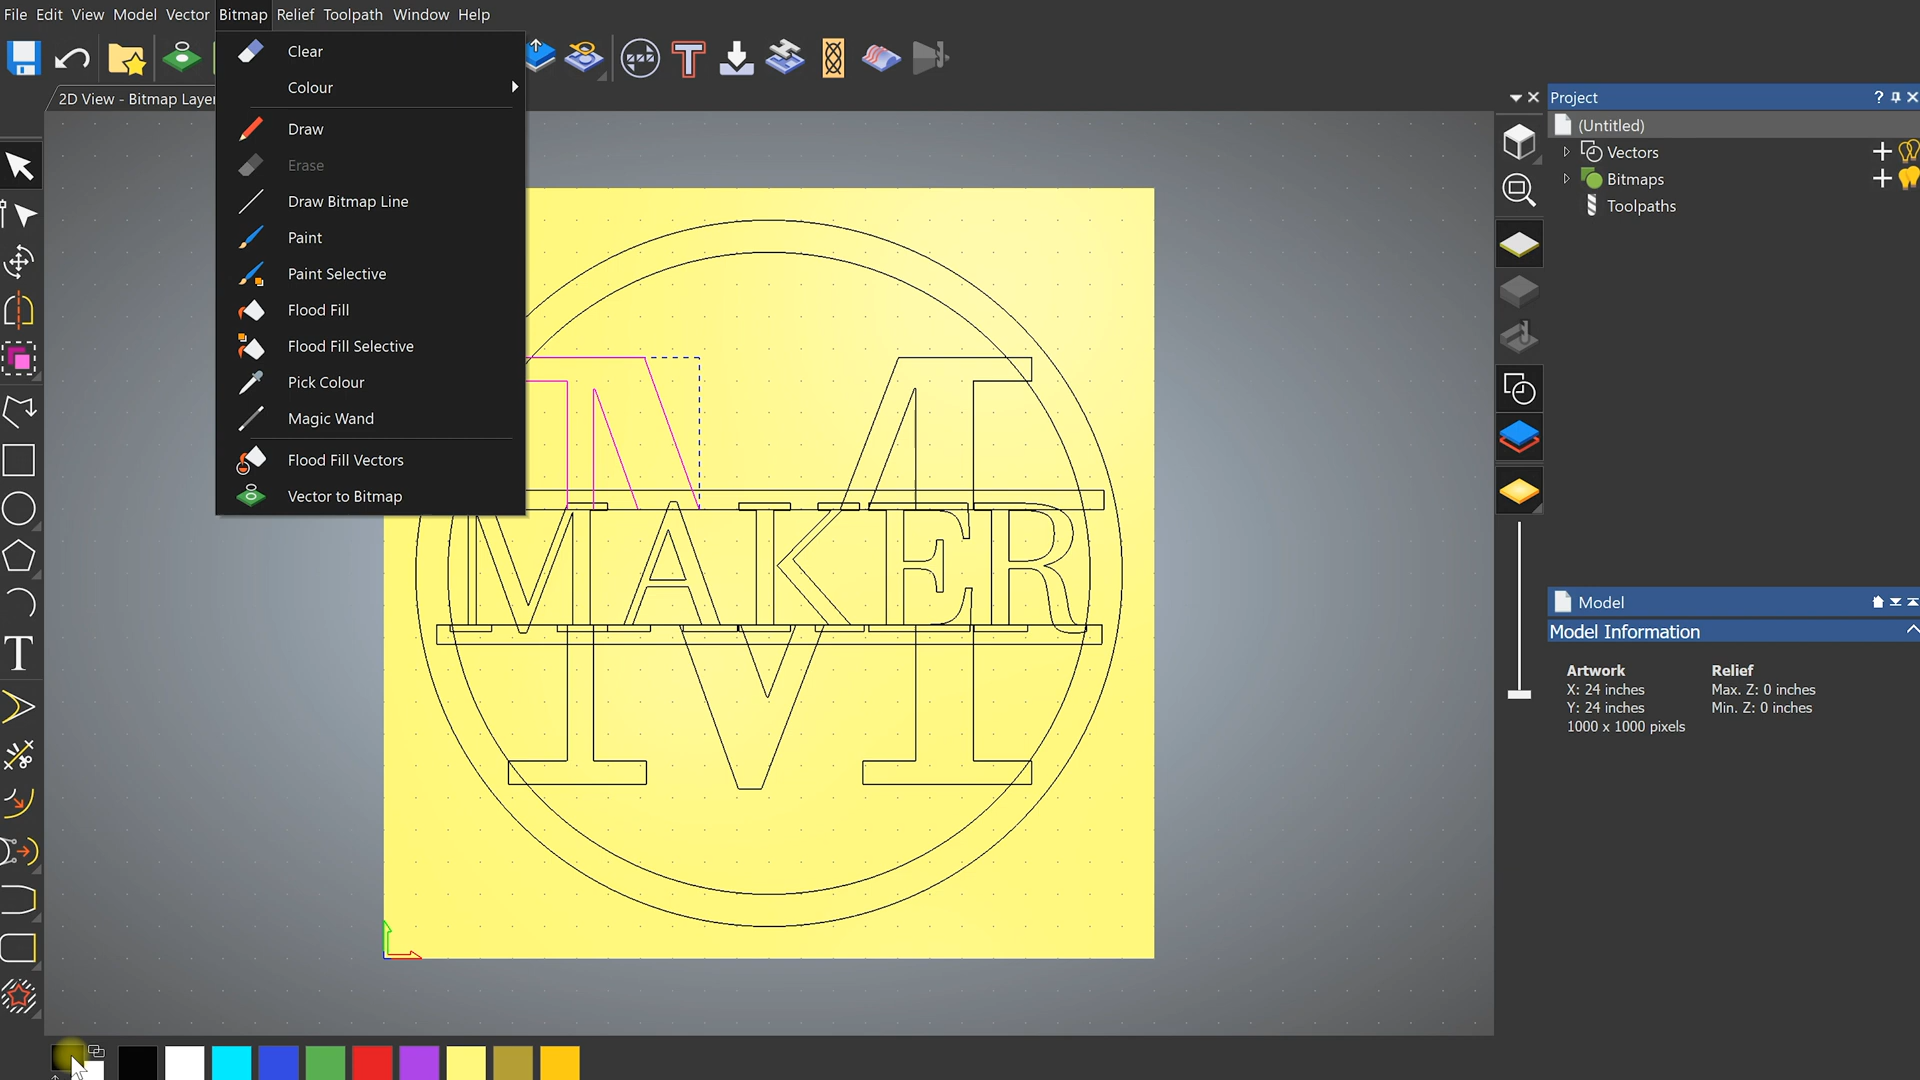 File Edit View Model Vector Bitmap Relief Toolpath Window Help
Clear
Colour
Draw
Erase
Draw Bitmap Line
Paint
Paint Selective
Flood Fill
Flood Fill Selective
Pick Colour
Magic Wand
Flood Fill Vectors
Vector to Bitmap
2D View - Bitmap Layer
M
MAKER
Project
(Untitled)
Vectors
Bitmaps
Toolpaths
Model
Model Information
Artwork Relief
X: 24 inches Max. Z: 0 inches
Y: 24 inches Min. Z: 0 inches
1000 x 1000 pixels